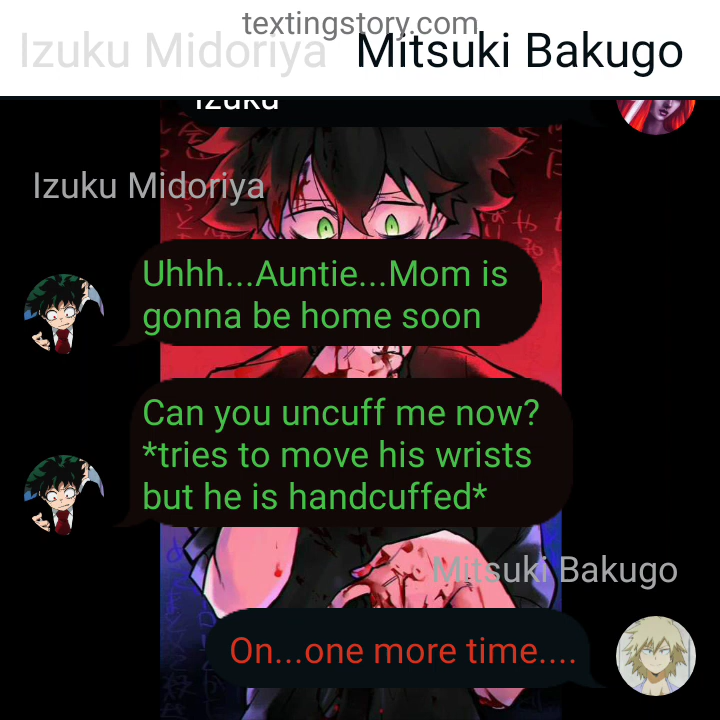 textingstory.com
Izuku Midoriya Mitsuki Bakugo
Izuku
Izuku Midoriya
Uhhh...Auntie...Mom is
gonna be home soon
Can you uncuff me now?
*tries to move his wrists
but he is handcuffed*
Mitsuki Bakugo
On...one more time....